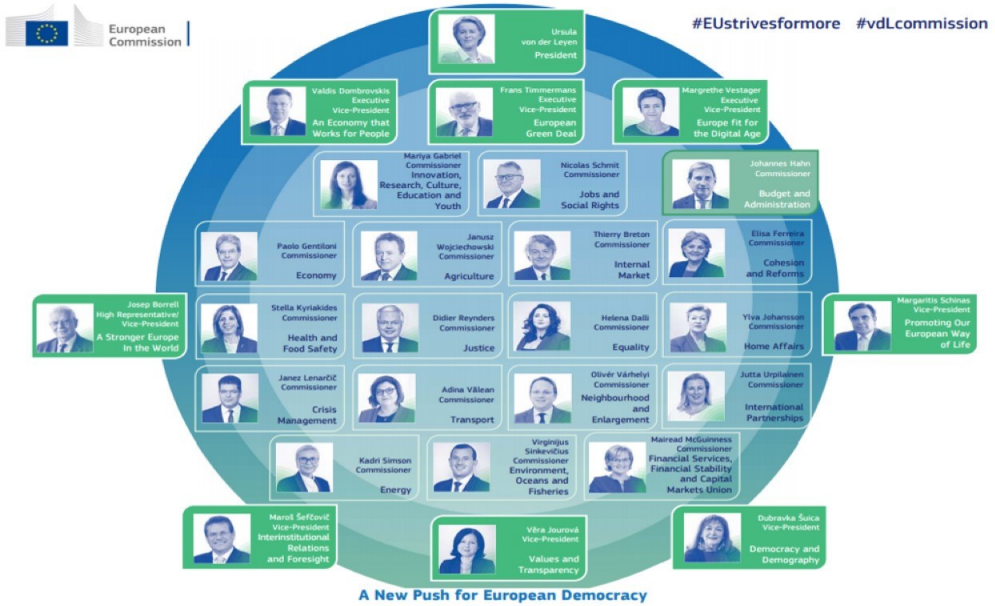 European
Commission
#EUstrivesformore #vdLcommission
Ursula
von der Leyen
President
Valdis Dombrovskis
Executive
Vice-President
An Economy that
Works for People
Frans Timmermans
Executive
Vice-President
European
Green Deal
Margrethe Vestager
Executive
Vice-President
Europe fit for
the Digital Age
Mariya Gabriel
Commissioner
Innovation,
Research, Culture,
Education and
Youth
Nicolas Schmit
Commissioner
Jobs and
Social Rights
Johannes Hahn
Commissioner
Budget and
Administration
Paolo Gentiloni
Commissioner
Economy
Janusz
Wojciechowski
Commissioner
Agriculture
Thierry Breton
Commissioner
Internal
Market
Elisa Ferreira
Commissioner
Cohesion
and Reforms
Josep Borrell
High Representative/
Vice-President
A Stronger Europe
In the World
Stella Kyriakides
Commissioner
Health and
Food Safety
Didier Reynders
Commissioner
Justice
Helena Dalli
Commissioner
Equality
Ylva Johansson
Commissioner
Home Affairs
Margaritis Schinas
Vice-President
Promoting Our
European Way
of Life
Janez Lenarčič
Commissioner
Crisis
Management
Adina Vălean
Commissioner
Transport
Olivér Várhelyi
Commissioner
Neighbourhood
and
Enlargement
Jutta Urpilainen
Commissioner
International
Partnerships
Kadri Simson
Commissioner
Energy
Virginijus
Sinkevičius
Commissioner
Environment,
Oceans and
Fisheries
Mairead McGuinness
Commissioner
Financial Services,
Financial Stability
and Capital
Markets Union
Maroš Šefčovič
Vice-President
Interinstitutional
Relations
and Foresight
Věra Jourová
Vice-President
Values and
Transparency
Dubravka Šuica
Vice-President
Democracy and
Demography
A New Push for European Democracy